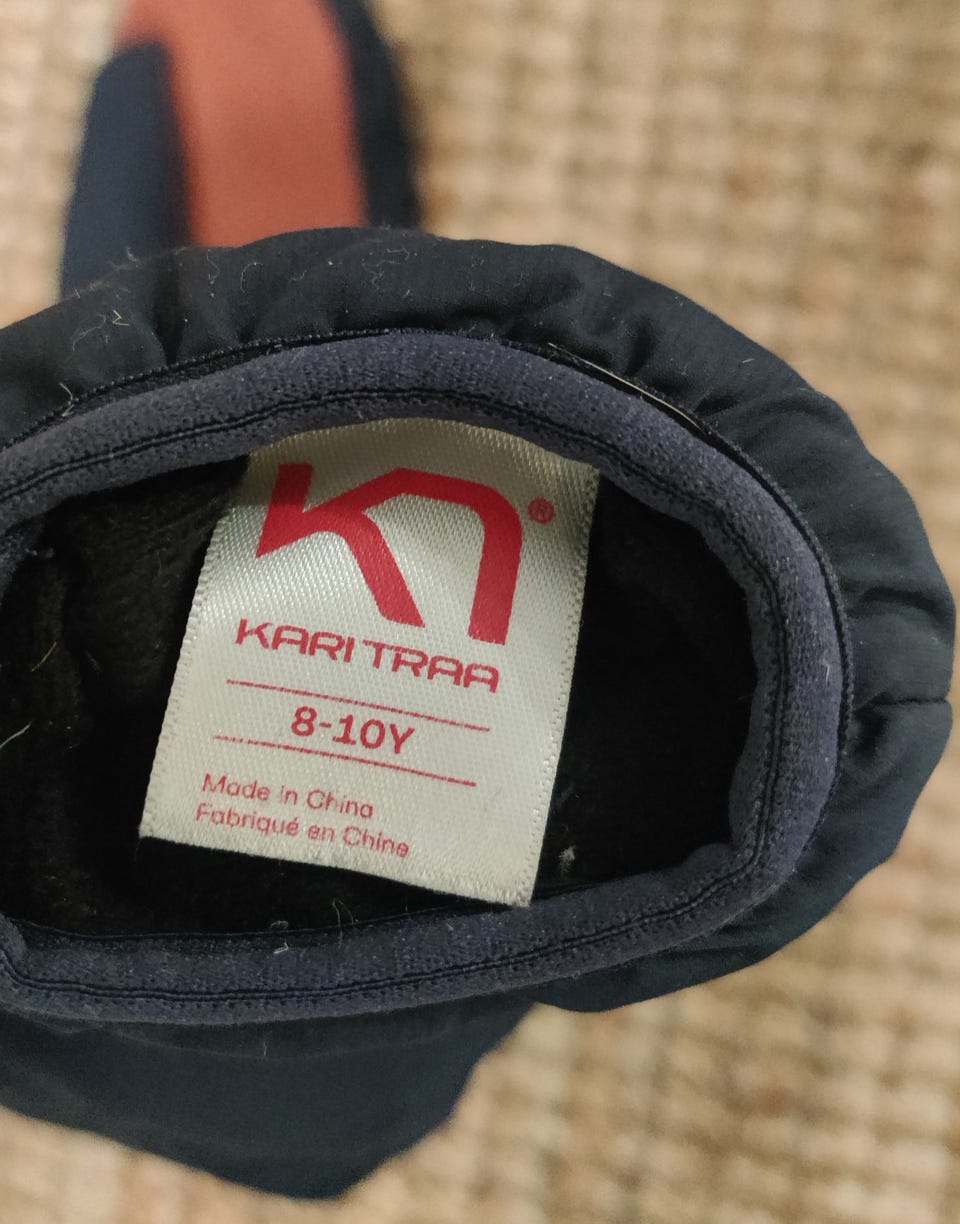 ®
KARI TRAA
8-10Y
Made in China
Fabriqué en Chine